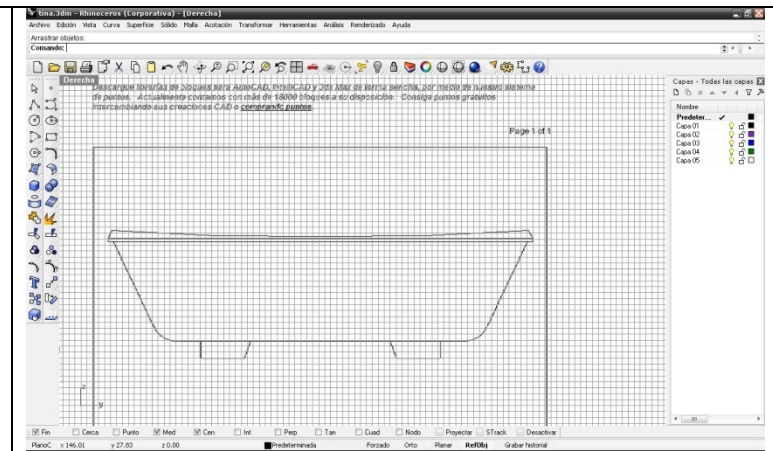 tina.3dm - Rhinoceros (Corporativa) - [Derecha]
Archivo Edición Vista Curva Superficie Sólido Malla Acotación Transformar Herramientas Análisis Renderizado Ayuda
Arrastrar objetos:
Comando:
Derecha
Descargue librerías de bloques para AutoCAD, IntelliCAD y 3ds Max de forma sencilla, por medio de nuestro sistema
de puntos. Actualmente contamos con más de 18000 bloques a su disposición. Consiga puntos gratuitos
intercambiando sus creaciones CAD o comprando puntos.
Page 1 of 1
Capas - Todas las capas
Nombre
Predeter...
Capa 01
Capa 02
Capa 03
Capa 04
Capa 05
z
y
Fin Cerca Punto Med Cen Int Perp Tan Cuad Nodo Proyectar STrack Desactivar
PlanoC x 146.01 y 27.83 z 0.00 Predeterminada Forzado Orto Planar RefObj Grabar historial